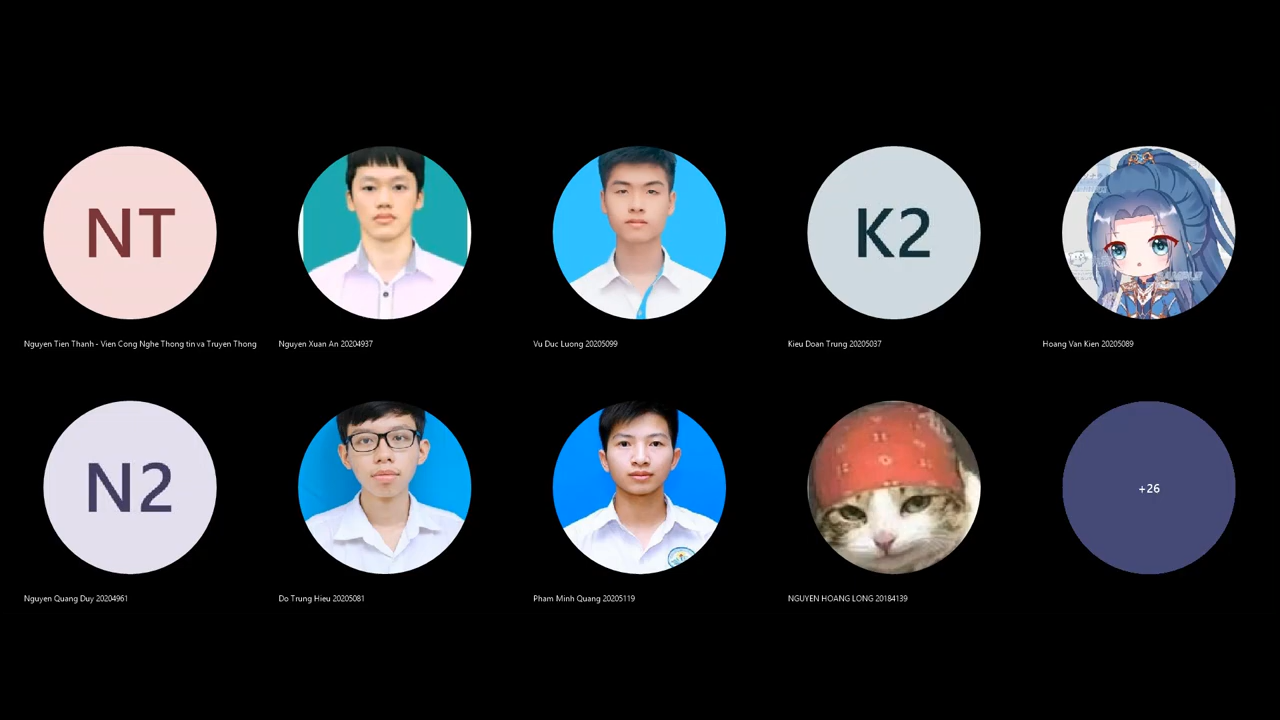 NT
K2
Nguyen Tien Thanh - Vien Cong Nghe Thong tin va Truyen Thong
Nguyen Xuan An 20204937
Vu Duc Luong 20205099
Kieu Doan Trung 20205037
Hoang Van Kien 20205089
N2
+26
Nguyen Quang Duy 20204961
Do Trung Hieu 20205081
Pham Minh Quang 20205119
NGUYEN HOANG LONG 20184139